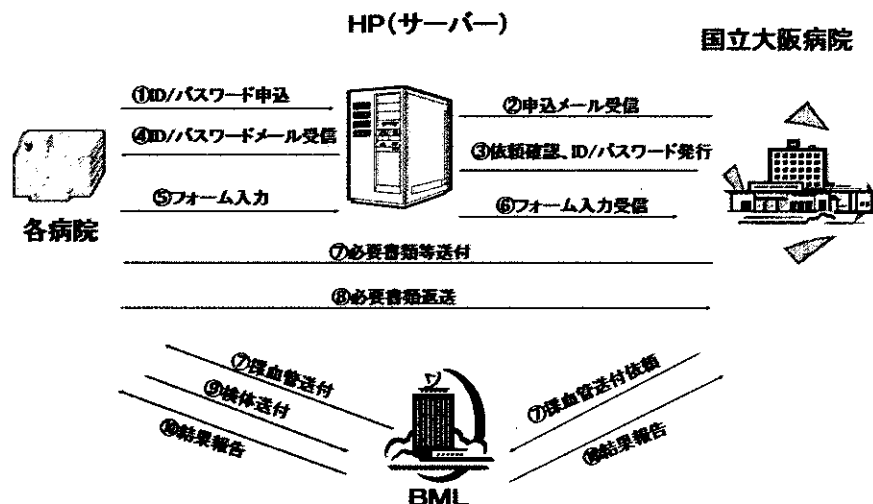 HP(サーバー)
国立大阪病院
①ID/パスワード申込
②申込メール受信
④ID/パスワードメール受信
③依頼確認、ID/パスワード発行
⑤フォーム入力
⑥フォーム入力受信
各病院
⑦必要書類等送付
⑧必要書類返送
⑦採血管送付
⑨検体送付
⑩結果報告
⑦採血管送付依頼
⑩結果報告
BML